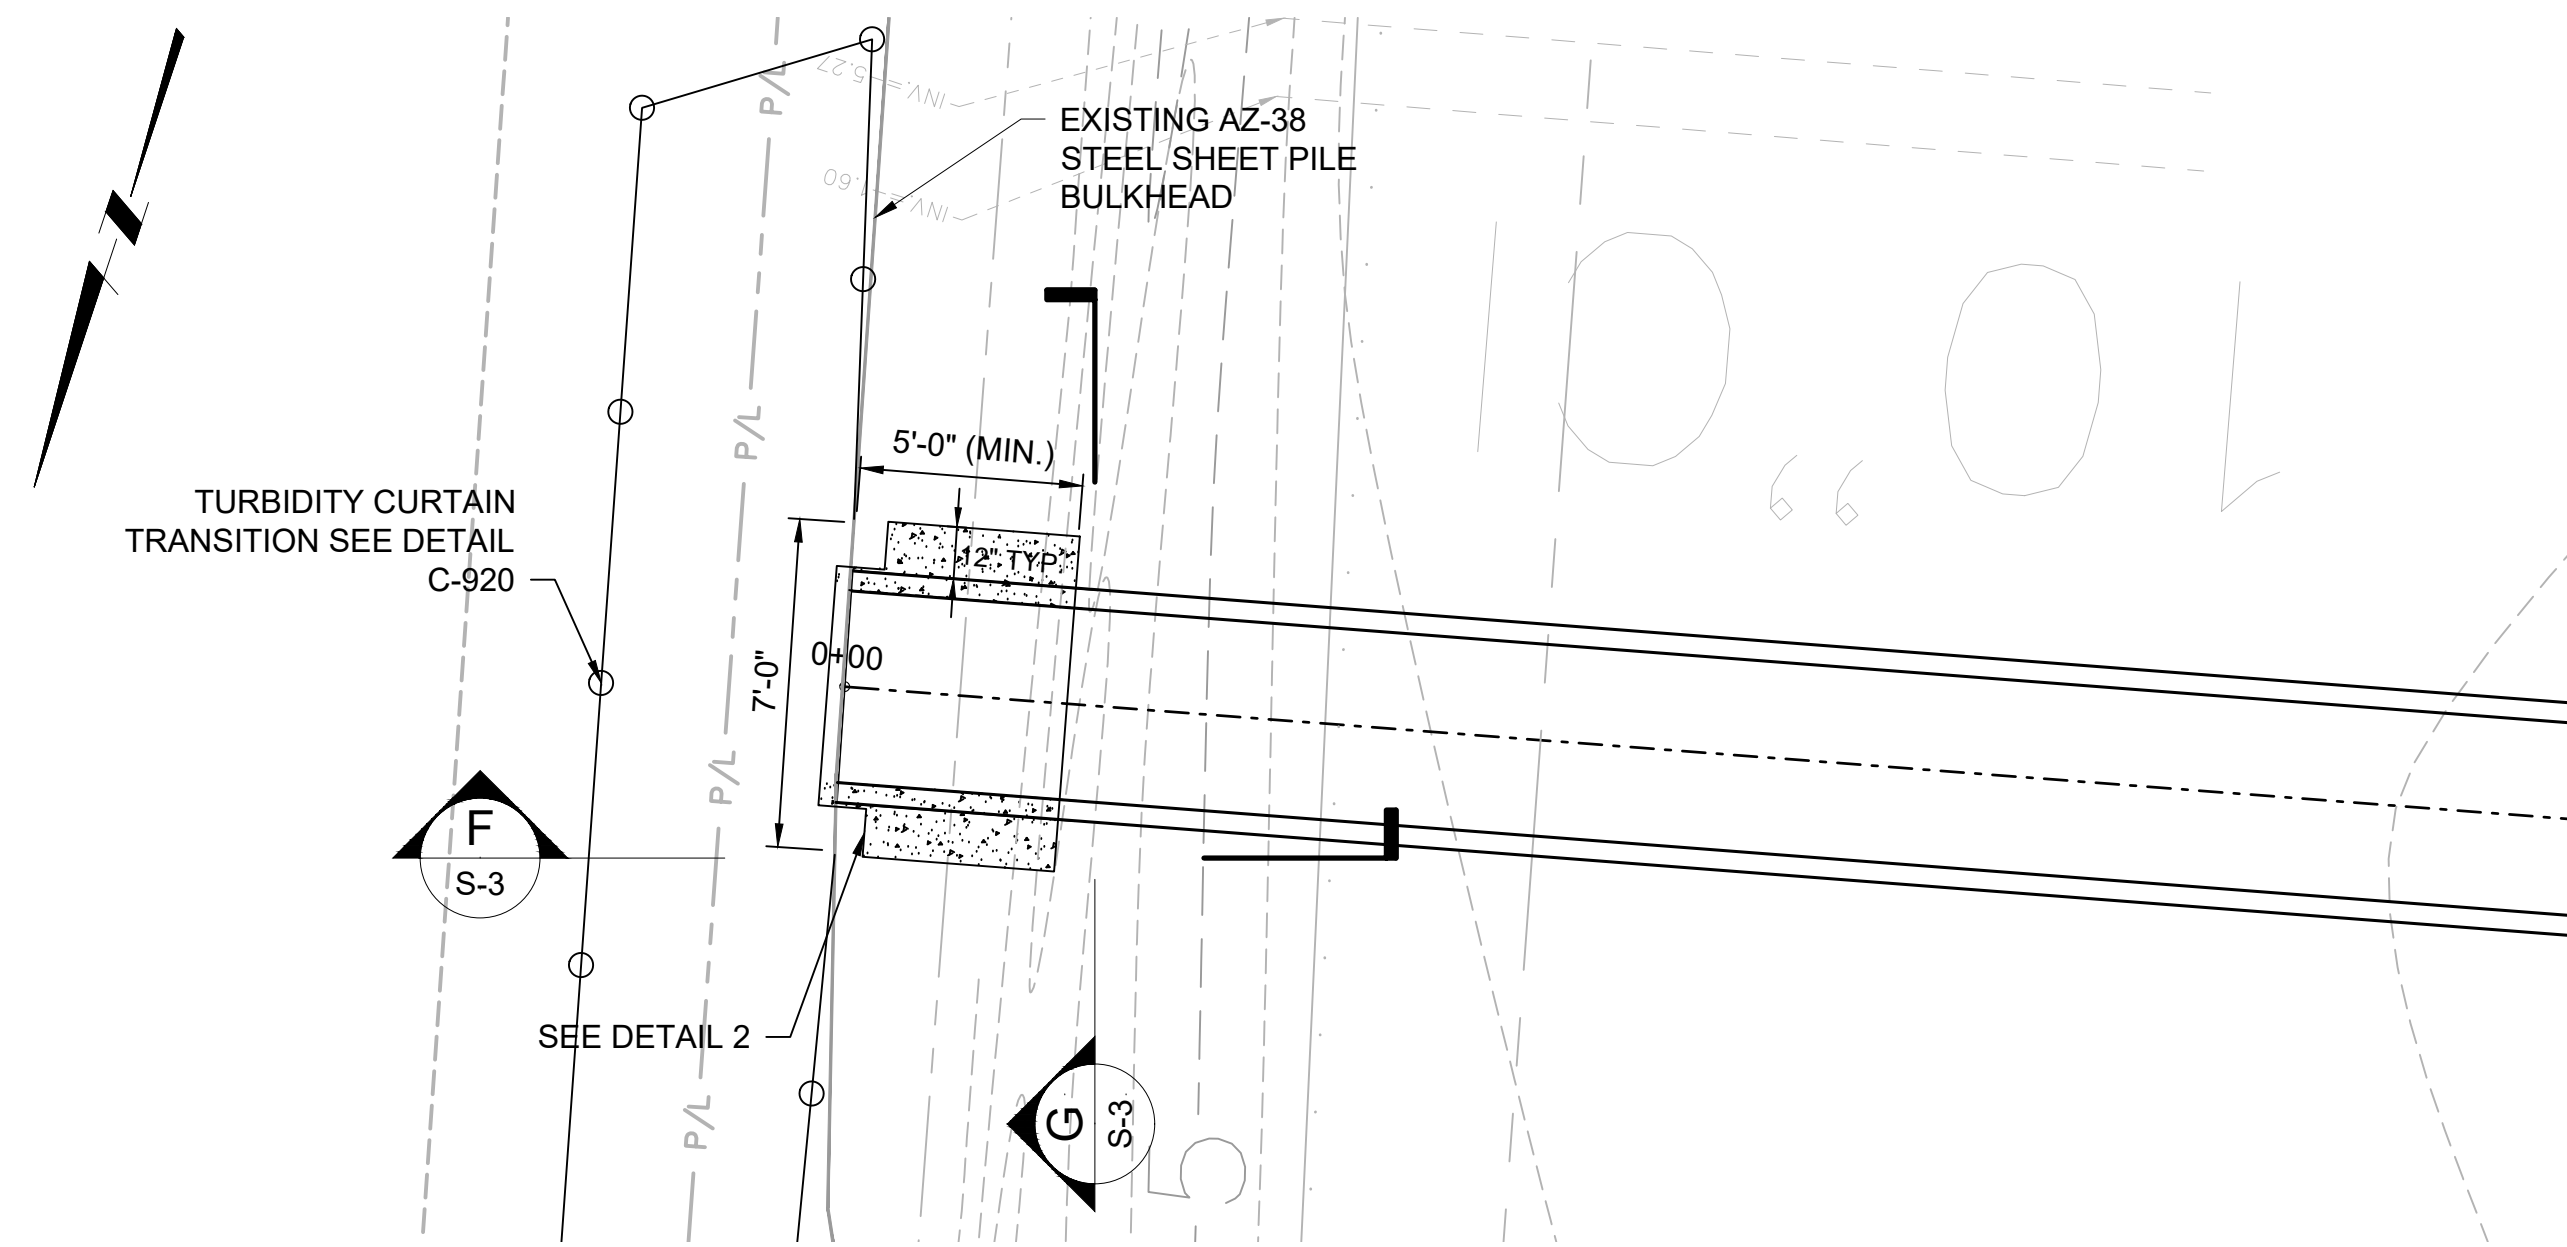 INV.=-5.27
INV.=-1.60
EXISTING AZ-38
STEEL SHEET PILE
BULKHEAD
P/L
P/L
P/L
P/L
5'-0" (MIN.)
12" TYP
TURBIDITY CURTAIN
TRANSITION SEE DETAIL
C-920
7'-0"
0+00
F
S-3
SEE DETAIL 2
G
S-3